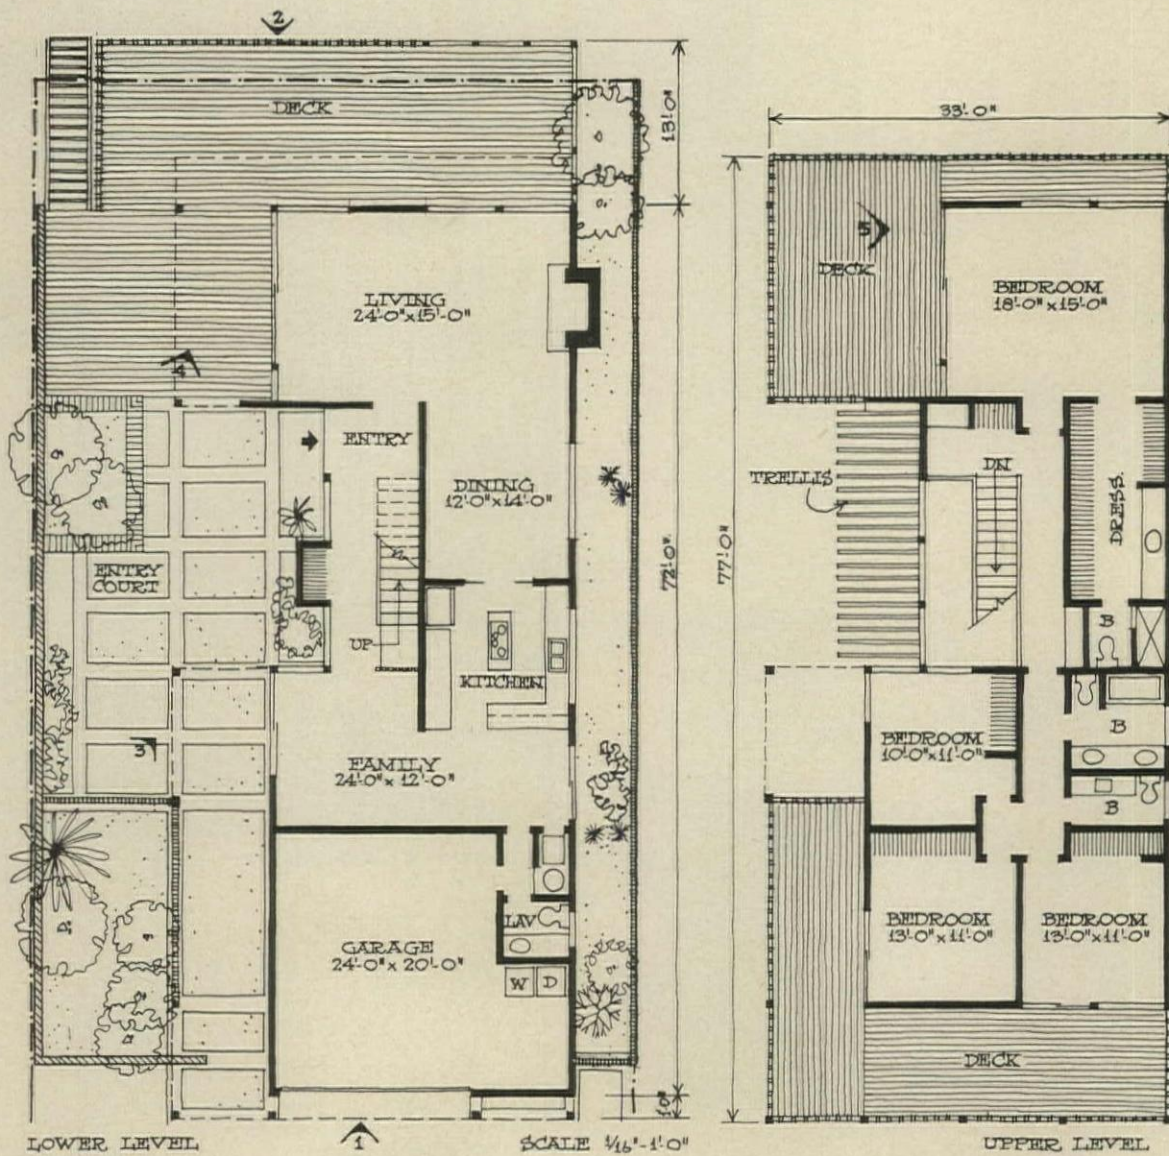 2
DECK
13'-0"
33'-0"
5
DECK
BEDROOM
18'-0"x15'-0"
LIVING
24'-0"x15'-0"
4
ENTRY
DN
TRELLIS
DINING
12'-0"x14'-0"
DRESS.
72'-0"
77'-0"
ENTRY
COURT
UP
B
KITCHEN
3
FAMILY
24'-0"x12'-0"
BEDROOM
10'-0"x11'-0"
B
B
LAV
BEDROOM
13'-0"x11'-0"
BEDROOM
13'-0"x11'-0"
GARAGE
24'-0"x20'-0"
W D
DECK
1
LOWER LEVEL
SCALE 1/16"-1'-0"
UPPER LEVEL